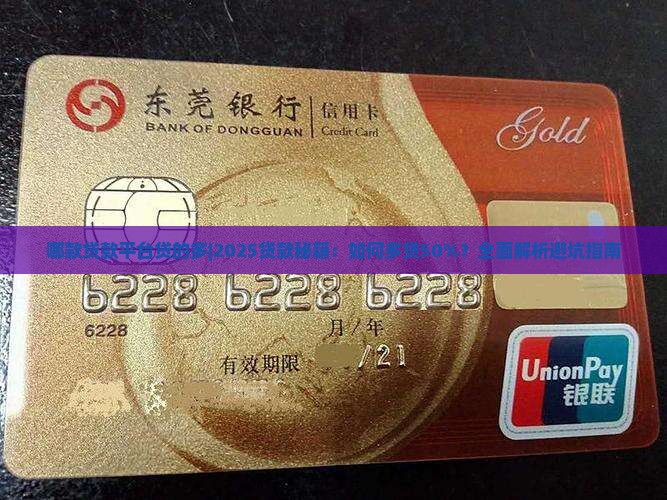 东莞银行 信用卡
BANK OF DONGGUAN Credit Card
Gold
哪款贷款平台贷的多|2025贷款秘籍:如何多贷50%?全面解析避坑指南
6228 6228 6228
6228
月/年
有效期限 /21
UnionPay
银联